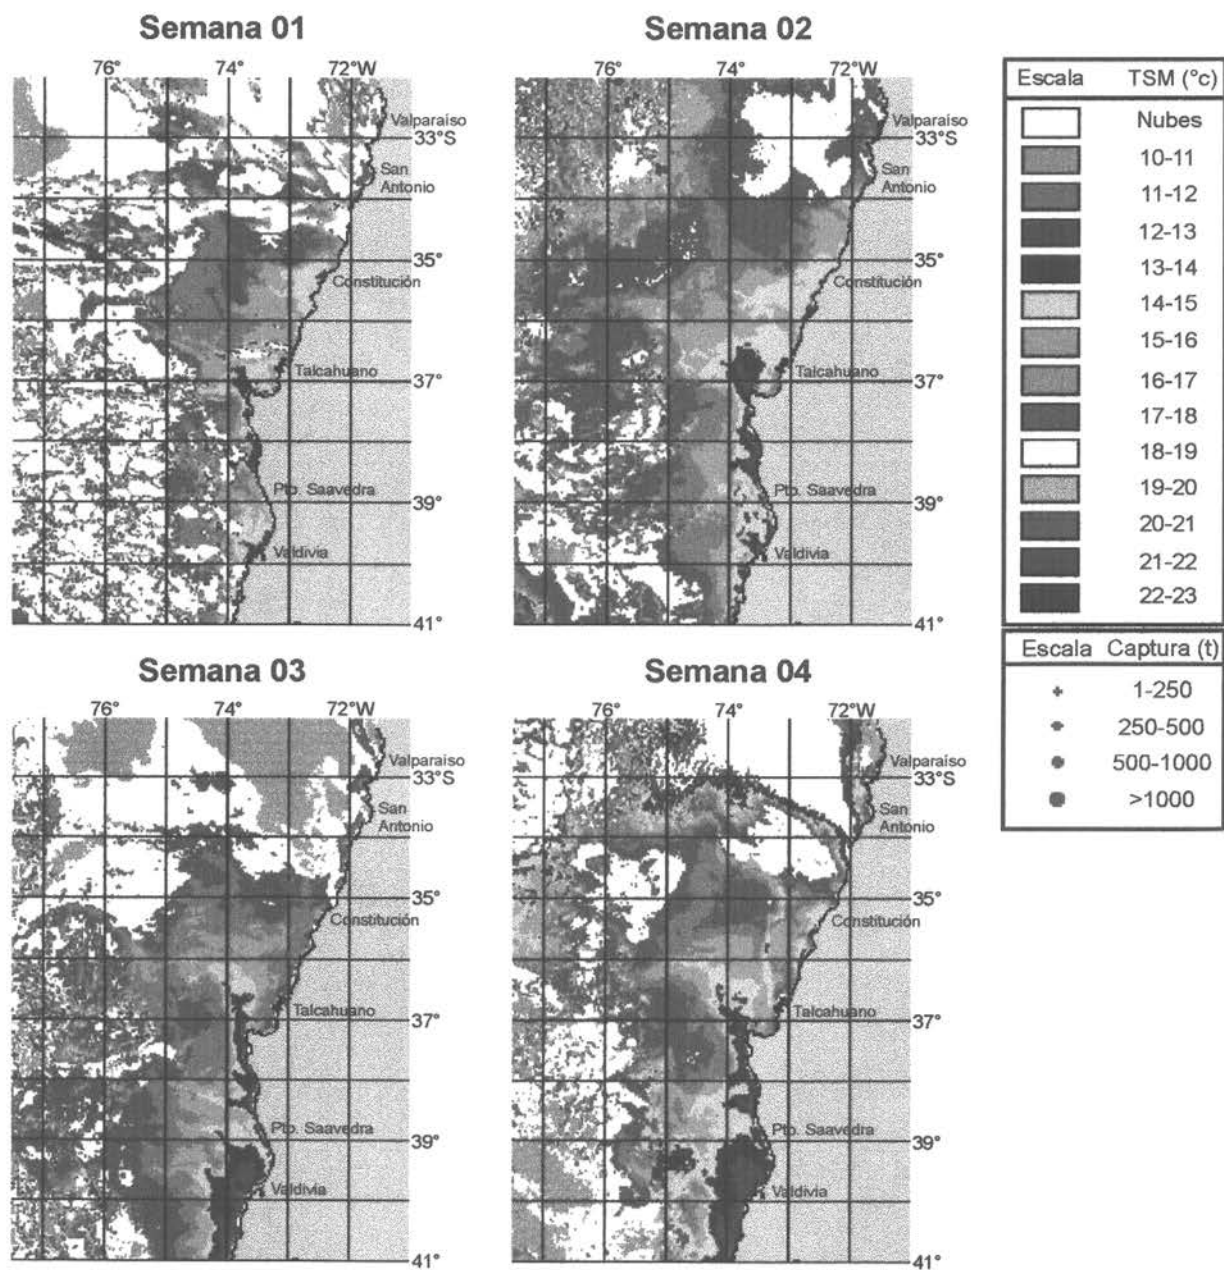 Semana 01
76° 74° 72°W
Valparaiso
33°S
San
Antonio
35°
Constitución
Talcahuano
37°
Pto. Saavedra
39°
Valdivia
41°
Semana 02
76° 74° 72°W
Valparaiso
33°S
San
Antonio
35°
Constitución
Talcahuano
37°
Pto. Saavedra
39°
Valdivia
41°
Escala TSM (°c)
Nubes
10-11
11-12
12-13
13-14
14-15
15-16
16-17
17-18
18-19
19-20
20-21
21-22
22-23
Escala Captura (t)
1-250
250-500
500-1000
>1000
Semana 03
76° 74° 72°W
Valparaiso
33°S
San
Antonio
35°
Constitución
Talcahuano
37°
Pto. Saavedra
39°
Valdivia
41°
Semana 04
76° 74° 72°W
Valparaiso
33°S
San
Antonio
35°
Constitución
Talcahuano
37°
Pto. Saavedra
39°
Valdivia
41°